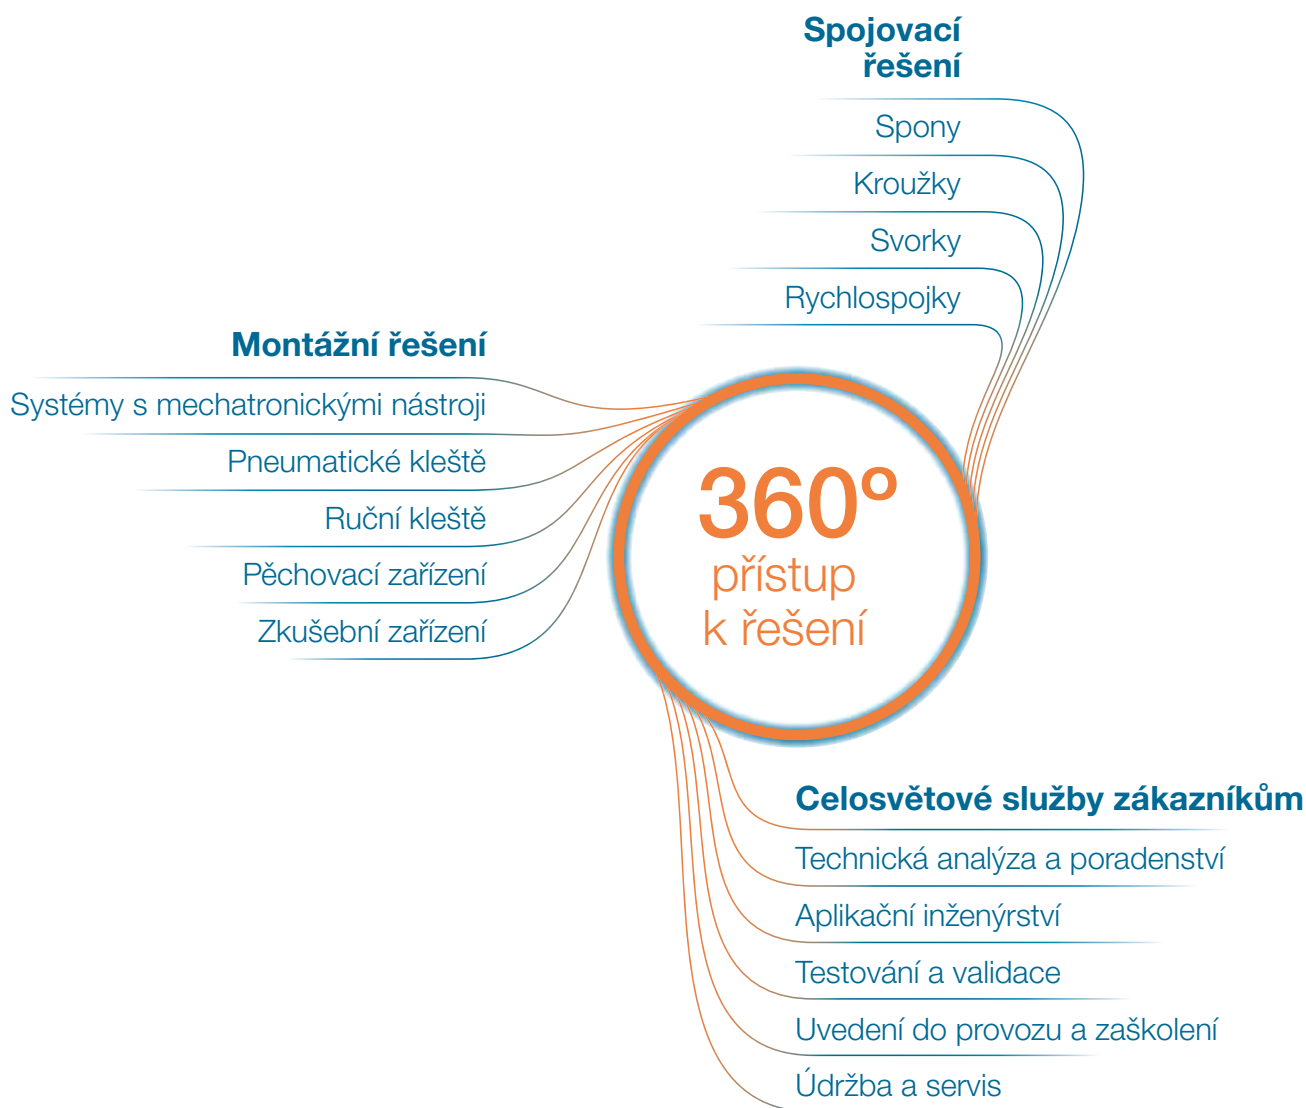 Spojovací
řešení
Spony
Kroužky
Svorky
Rychlospojky
Montážní řešení
Systémy s mechatronickými nástroji
Pneumatické kleště
Ruční kleště
Pěchovací zařízení
Zkušební zařízení
360º
přístup
k řešení
Celosvětové služby zákazníkům
Technická analýza a poradenství
Aplikační inženýrství
Testování a validace
Uvedení do provozu a zaškolení
Údržba a servis